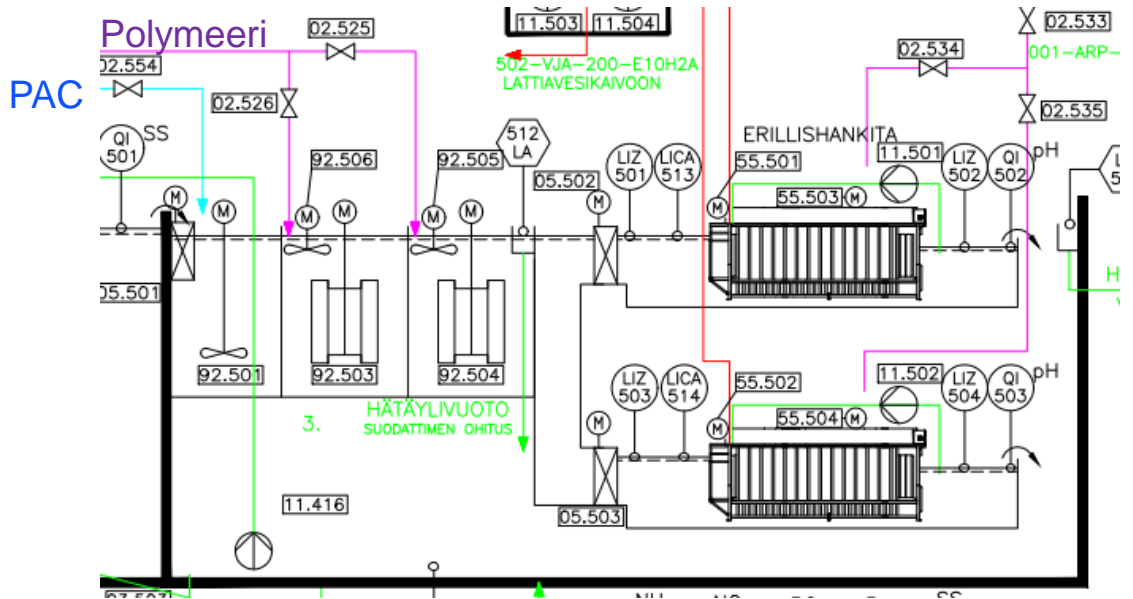 Polymeeri
02.525
11.503
11.504
02.533
02.534
001-ARP-
502-VJA-200-E10H2A
LATTIAVESIKAIVOON
02.554
PAC
02.526
02.535
QI
501
SS
512
LA
ERILLISHANKITA
92.506
92.505
05.502
LIZ
501
LICA
513
55.501
11.501
LIZ
502
QI
502
pH
L
5
M
M
M
M
M
M
M
M
55.503
M
05.501
H
92.501
92.503
92.504
HÄTÄYLIVUOTO
SUODATTIMEN OHITUS
3.
LIZ
503
LICA
514
55.502
11.502
LIZ
504
QI
503
pH
M
M
55.504
M
11.416
05.503
SS